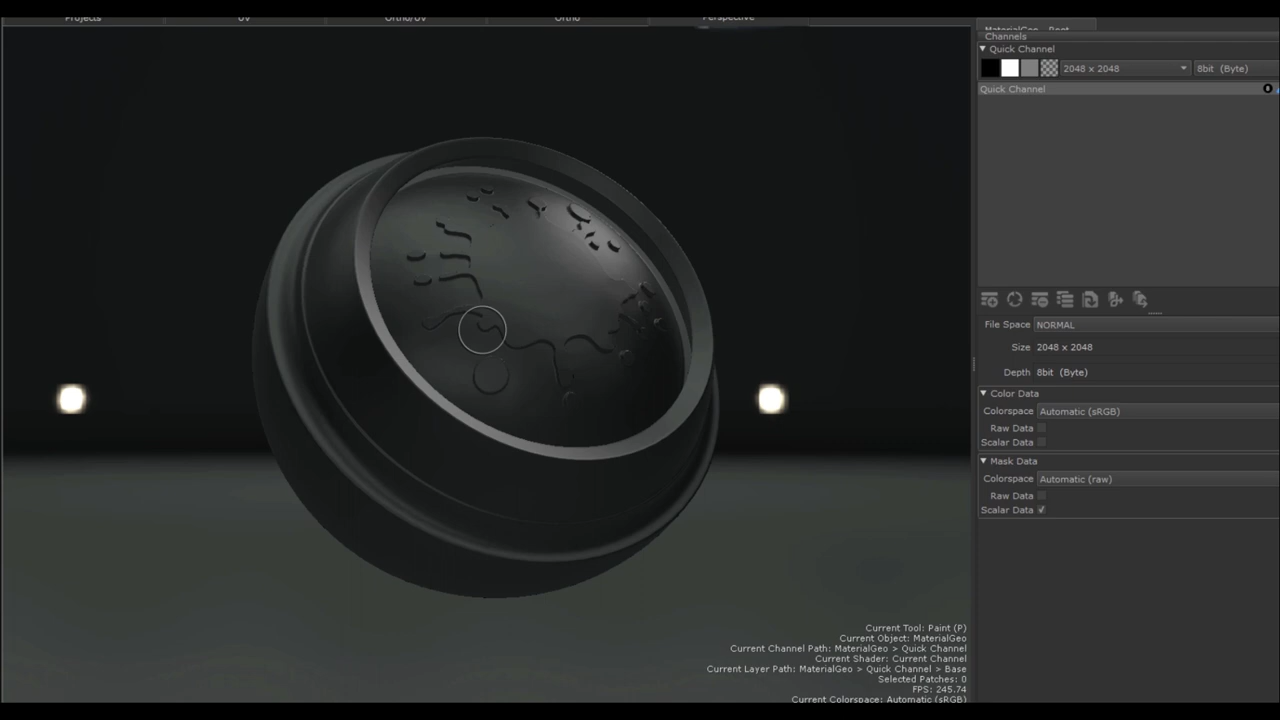 Projects
UV
Ortho/UV
Ortho
Perspective
MaterialGeo - Root
Channels
Quick Channel
2048 x 2048
8bit (Byte)
Quick Channel
File Space NORMAL
Size 2048 x 2048
Depth 8bit (Byte)
Color Data
Colorspace Automatic (sRGB)
Raw Data
Scalar Data
Mask Data
Colorspace Automatic (raw)
Raw Data
Scalar Data
Current Tool: Paint (P)
Current Object: MaterialGeo
Current Channel Path: MaterialGeo > Quick Channel
Current Shader: Current Channel
Current Layer Path: MaterialGeo > Quick Channel > Base
Selected Patches: 0
FPS: 245.74
Current Colorspace: Automatic (sRGB)